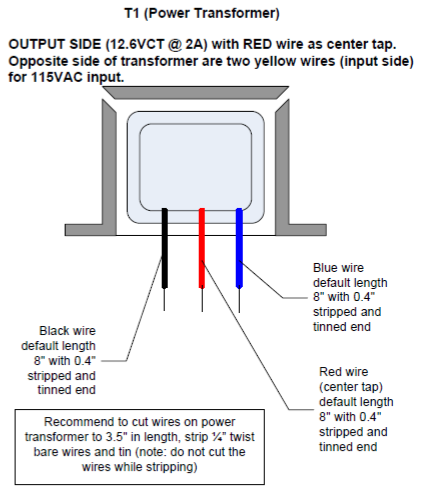 T1 (Power Transformer)
OUTPUT SIDE (12.6VCT @ 2A) with RED wire as center tap.
Opposite side of transformer are two yellow wires (input side)
for 115VAC input.
Blue wire
default length
8" with 0.4"
stripped and
tinned end
Black wire
default length
8" with 0.4"
stripped and
tinned end
Red wire
(center tap)
default length
8" with 0.4"
stripped and
tinned end
Recommend to cut wires on power
transformer to 3.5" in length, strip ¼" twist
bare wires and tin (note: do not cut the
wires while stripping)